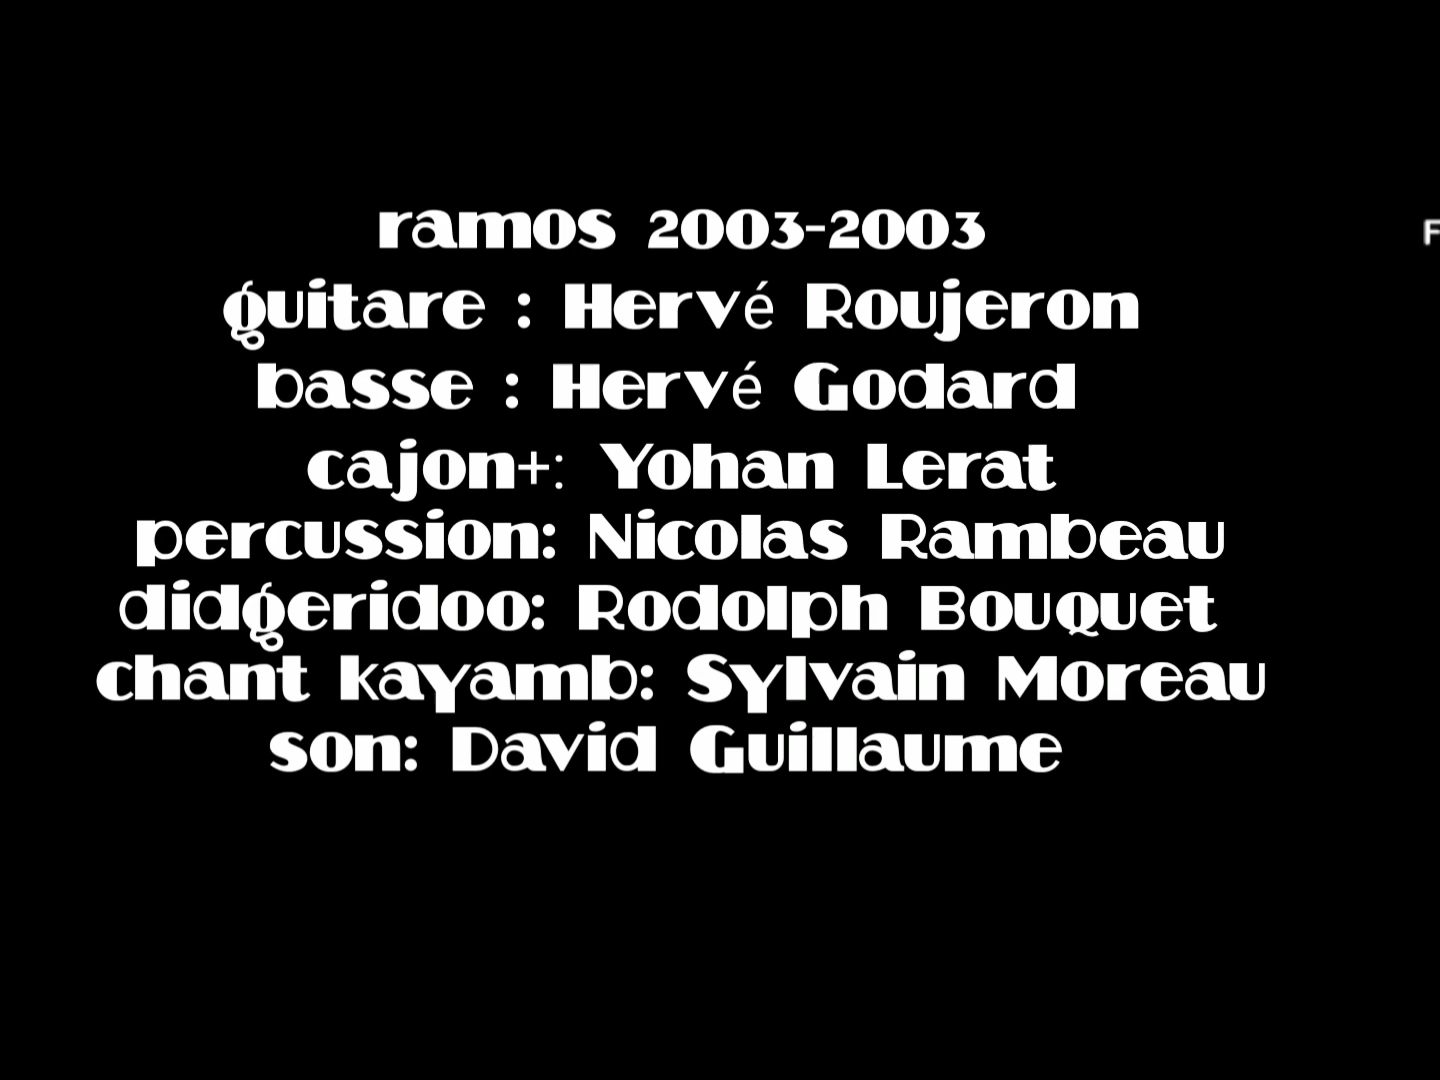 ramos 2003-2003
guitare : Hervé Roujeron
basse : Hervé Godard
cajon+: Yohan Lerat
percussion: Nicolas Rambeau
didgeridoo: Rodolph Bouquet
chant kayamb: Sylvain Moreau
son: David Guillaume